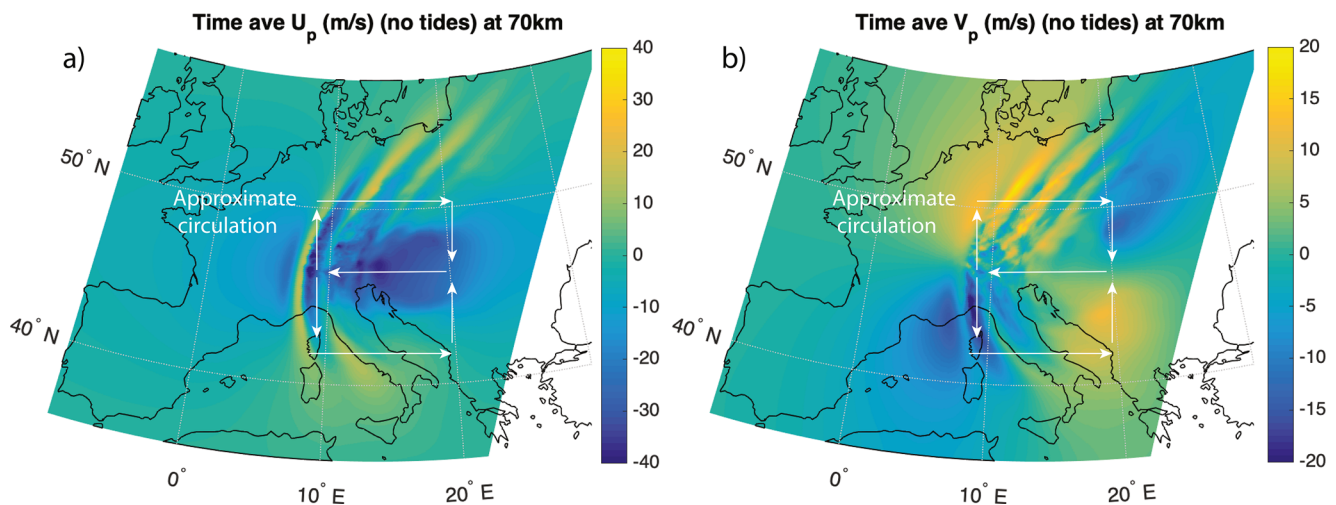 Time ave U_p (m/s) (no tides) at 70km
a)
Approximate
circulation
50° N
40° N
0°
10° E
20° E
40
30
20
10
0
-10
-20
-30
-40
Time ave V_p (m/s) (no tides) at 70km
b)
Approximate
circulation
50° N
40° N
0°
10° E
20° E
20
15
10
5
0
-5
-10
-15
-20